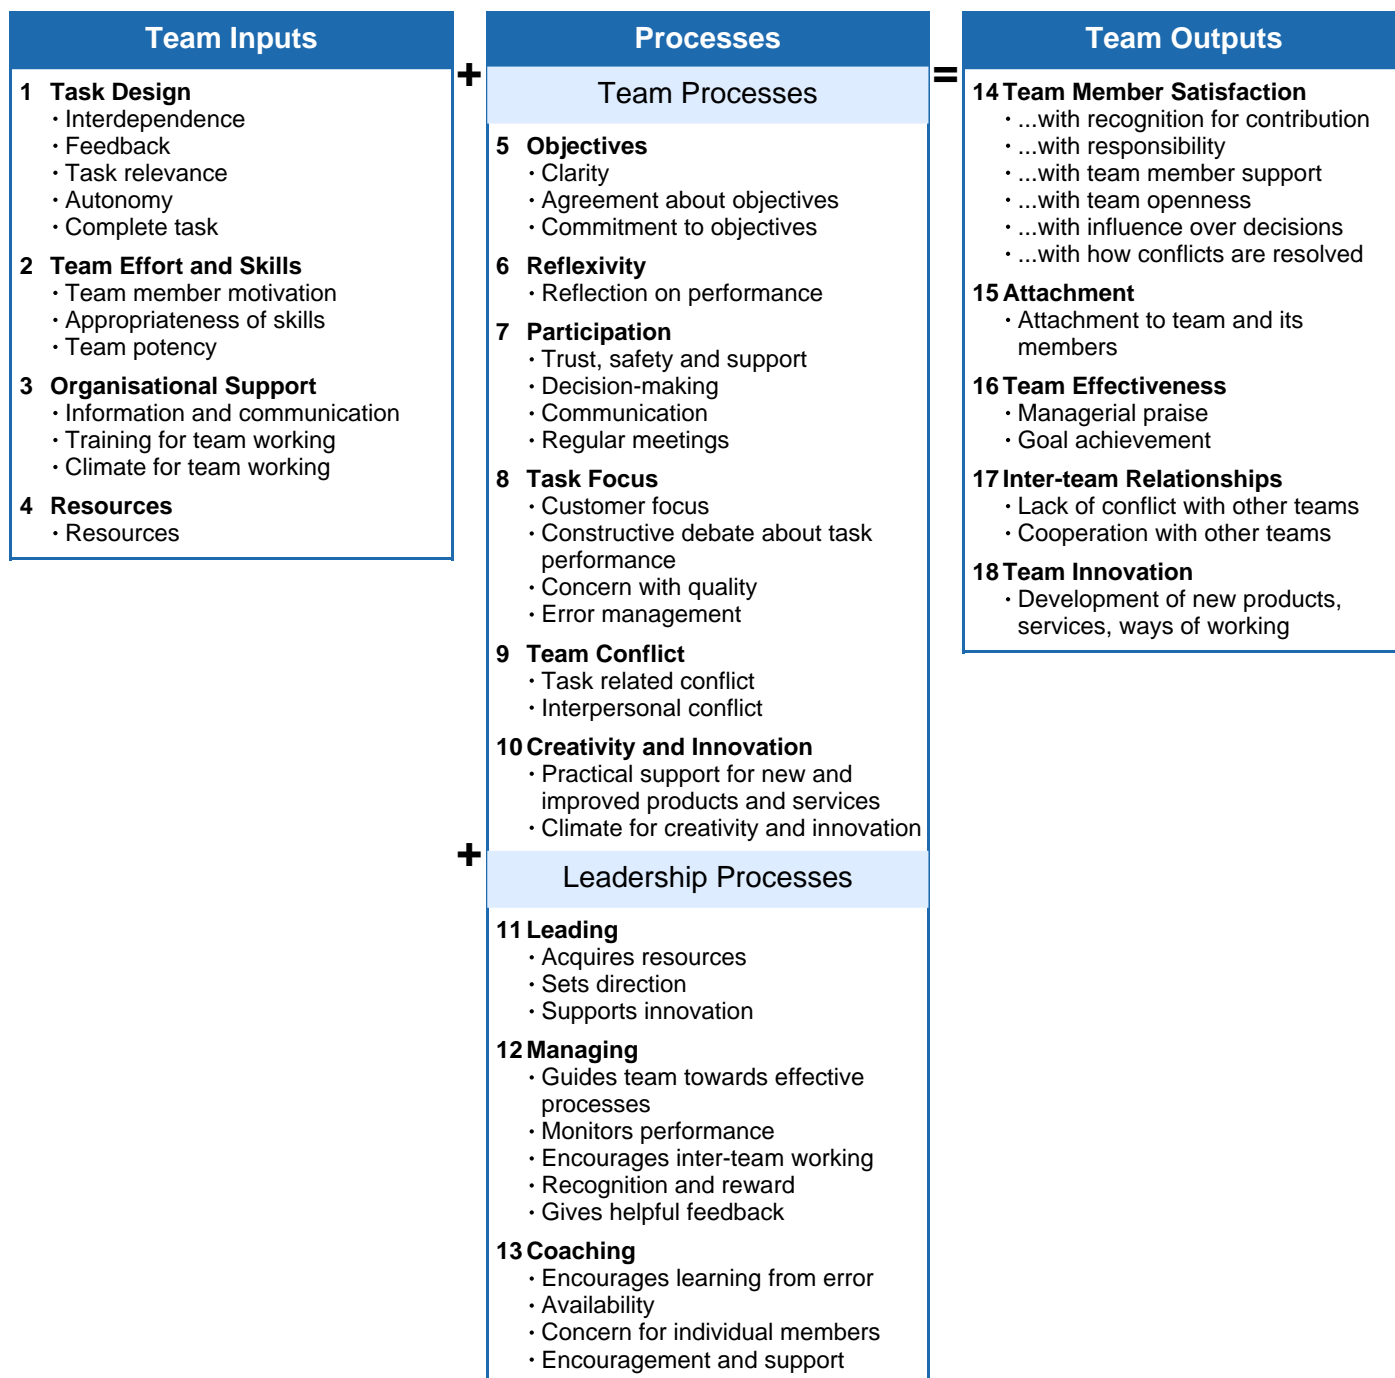 Team Inputs
1 Task Design
· Interdependence
· Feedback
· Task relevance
· Autonomy
· Complete task
2 Team Effort and Skills
· Team member motivation
· Appropriateness of skills
· Team potency
3 Organisational Support
· Information and communication
· Training for team working
· Climate for team working
4 Resources
· Resources
+
Processes
Team Processes
5 Objectives
· Clarity
· Agreement about objectives
· Commitment to objectives
6 Reflexivity
· Reflection on performance
7 Participation
· Trust, safety and support
· Decision-making
· Communication
· Regular meetings
8 Task Focus
· Customer focus
· Constructive debate about task
performance
· Concern with quality
· Error management
9 Team Conflict
· Task related conflict
· Interpersonal conflict
10 Creativity and Innovation
· Practical support for new and
improved products and services
· Climate for creativity and innovation
+
Leadership Processes
11 Leading
· Acquires resources
· Sets direction
· Supports innovation
12 Managing
· Guides team towards effective
processes
· Monitors performance
· Encourages inter-team working
· Recognition and reward
· Gives helpful feedback
13 Coaching
· Encourages learning from error
· Availability
· Concern for individual members
· Encouragement and support
=
Team Outputs
14 Team Member Satisfaction
· ...with recognition for contribution
· ...with responsibility
· ...with team member support
· ...with team openness
· ...with influence over decisions
· ...with how conflicts are resolved
15 Attachment
· Attachment to team and its
members
16 Team Effectiveness
· Managerial praise
· Goal achievement
17 Inter-team Relationships
· Lack of conflict with other teams
· Cooperation with other teams
18 Team Innovation
· Development of new products,
services, ways of working